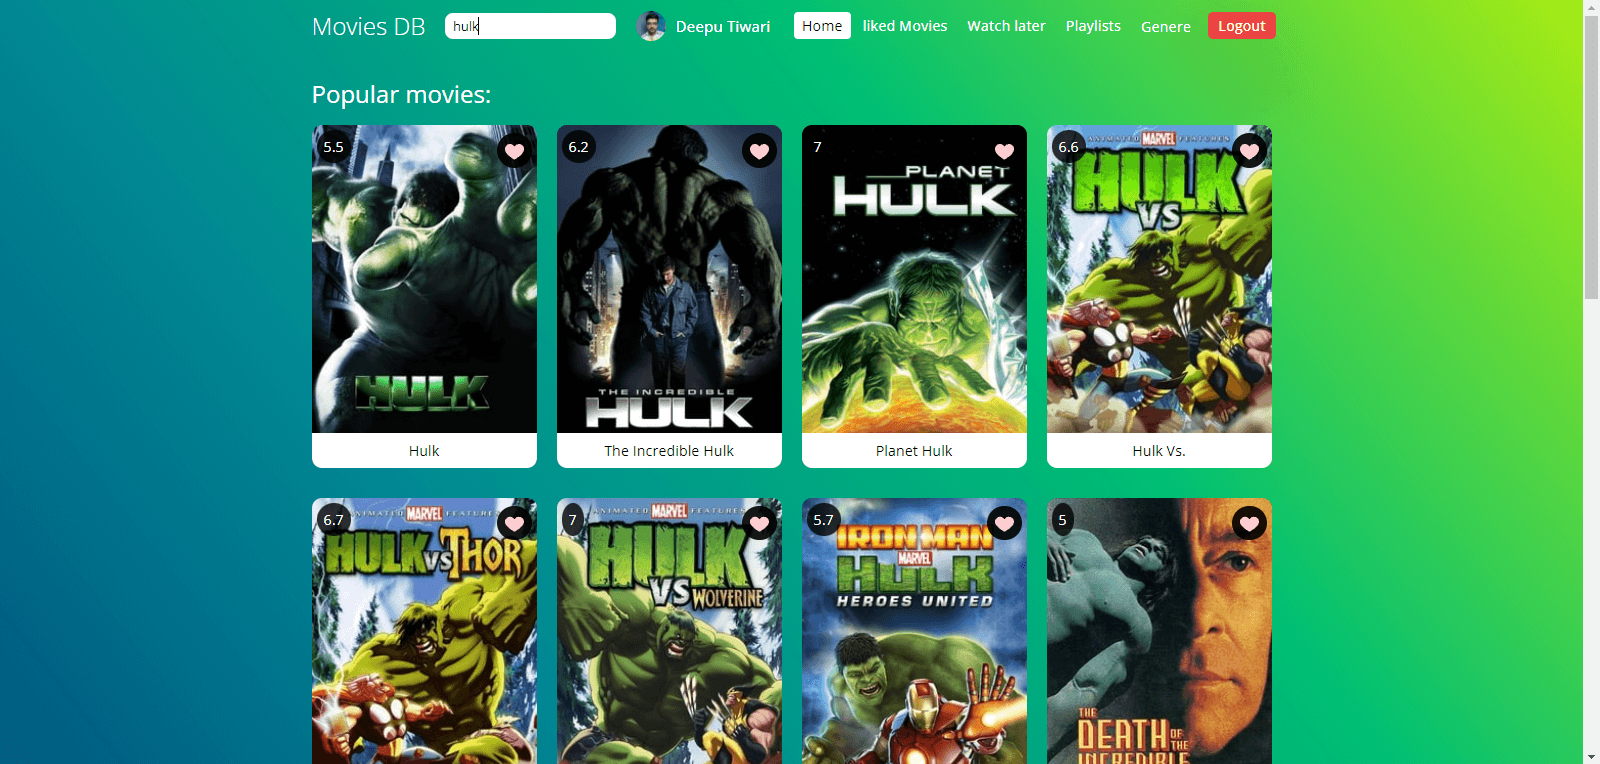 Movies DB
hulk
Deepu Tiwari
Home
liked Movies
Watch later
Playlists
Genere
Logout
Popular movies:
5.5
HULK
Hulk
6.2
THE INCREDIBLE
HULK
The Incredible Hulk
7
PLANET
HULK
Planet Hulk
6.6
ANIMATED MARVEL FEATURES
HULK
VS
Hulk Vs.
6.7
ANIMATED MARVEL FEATURES
HULK VS THOR
7
ANIMATED MARVEL FEATURES
HULK
VS WOLVERINE
5.7
IRON MAN
MARVEL
HULK
HEROES UNITED
5
THE
DEATH OF THE
INCREDIBLE